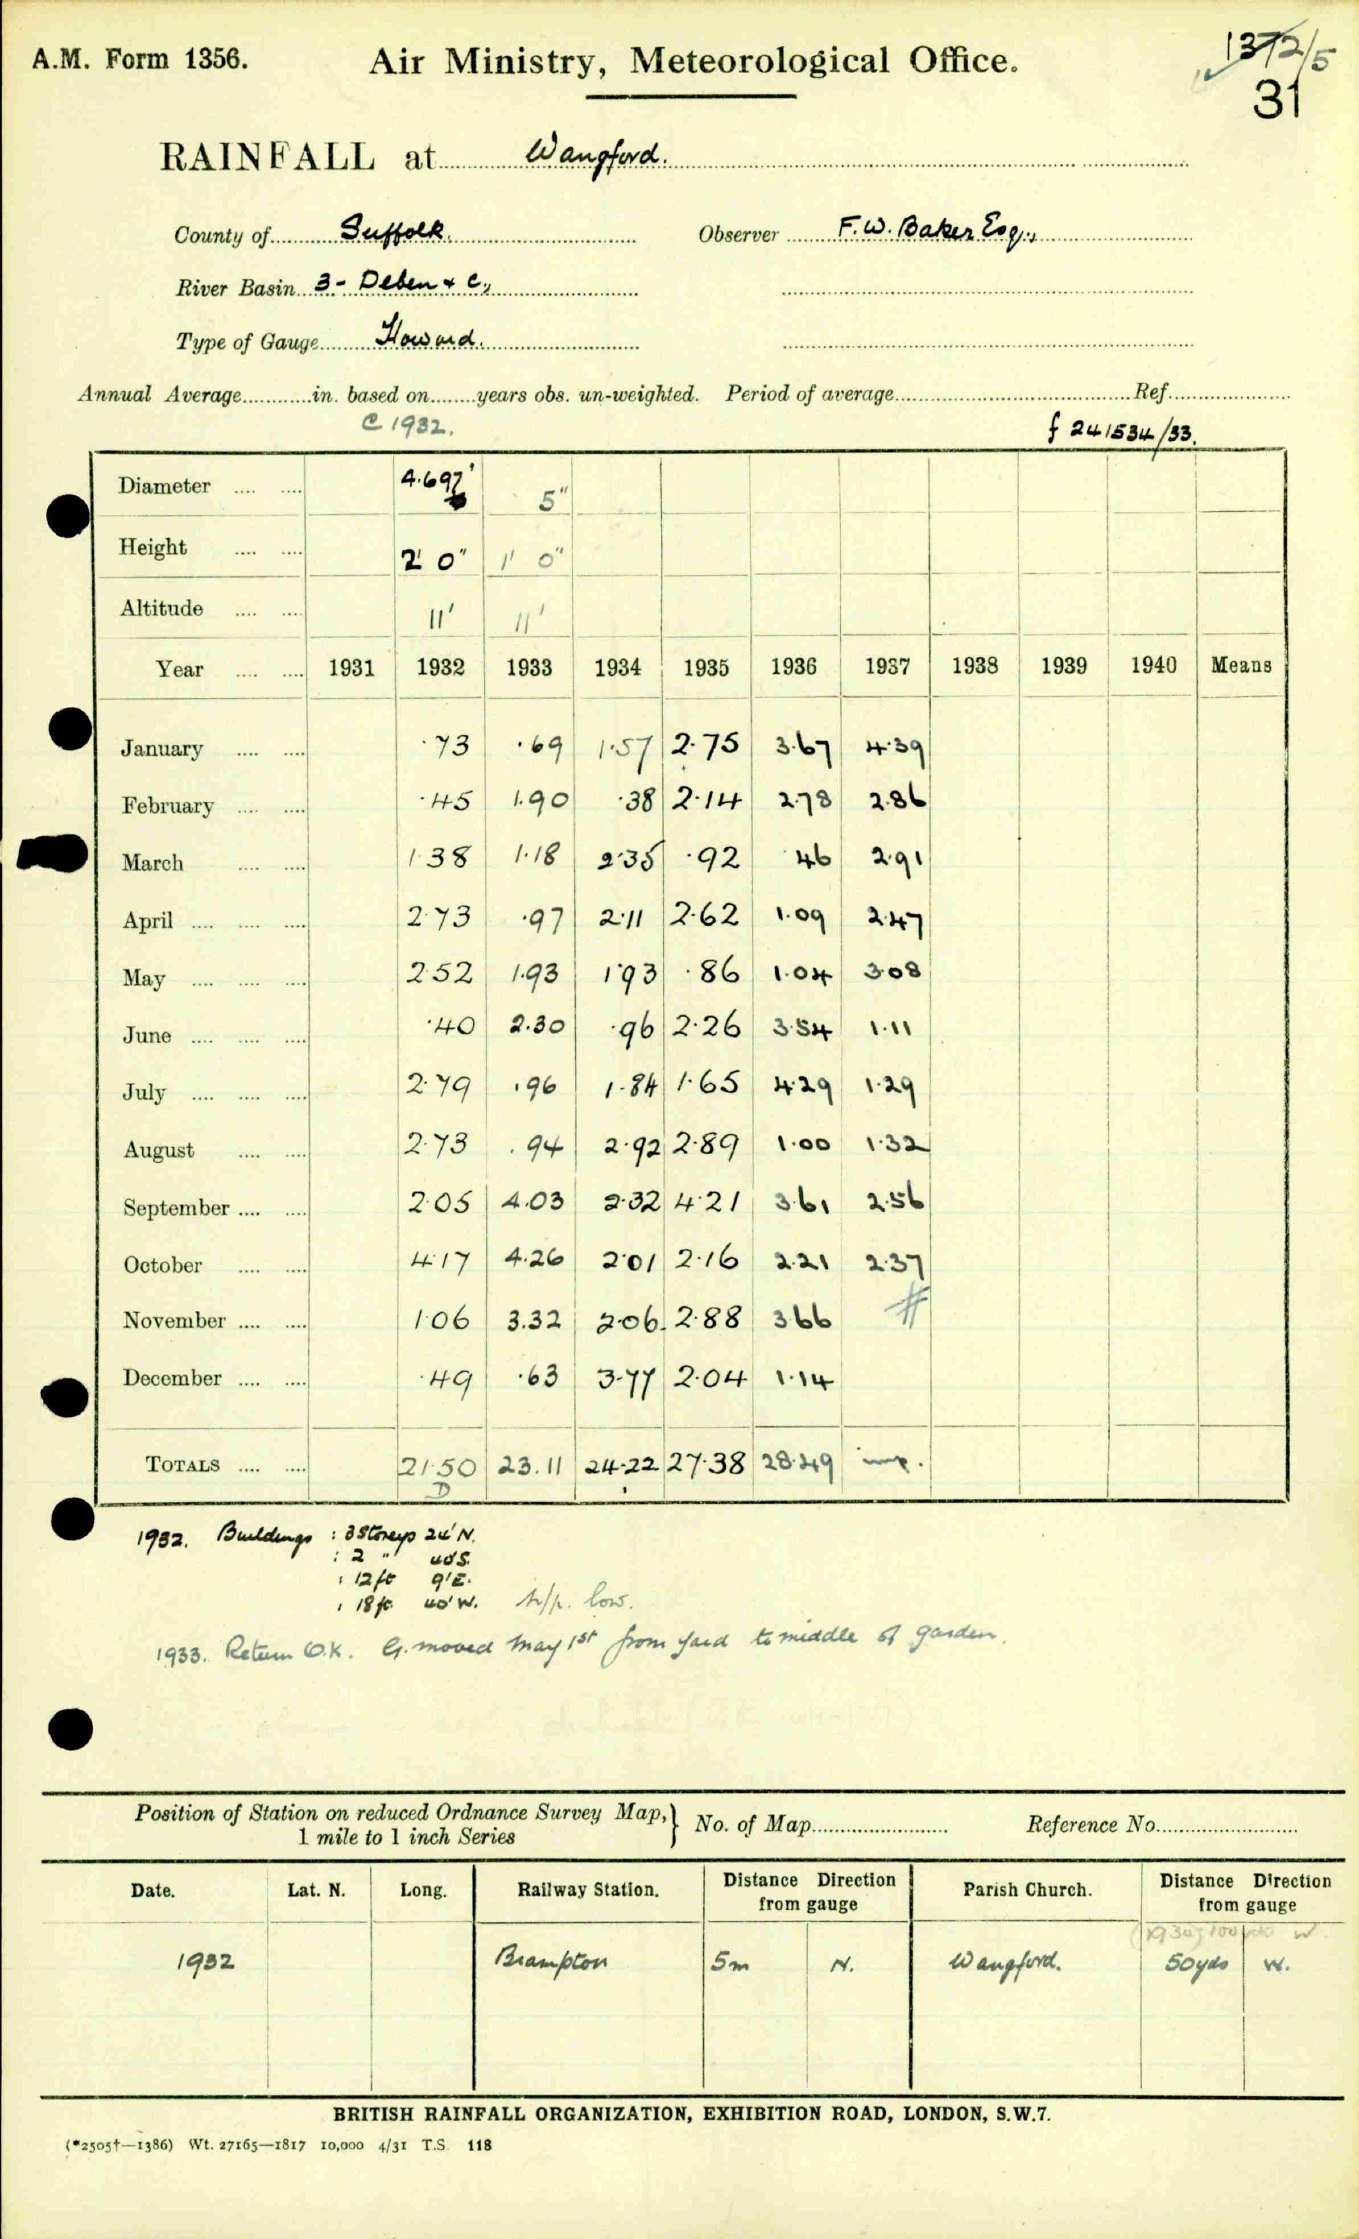 A.M. Form 1356. Air Ministry, Meteorological Office. 1372/5
31
RAINFALL at Wangford.
County of Suffolk. Observer F.W. Baker Esq.,
River Basin 3- Deben & C.,
Type of Gauge Howard.
Annual Average in. based on years obs. un-weighted. Period of average Ref.
C 1932. f 241534/33.
Diameter 4.697" 5"
Height 2' 0" 1' 0"
Altitude 11' 11'
Year 1931 1932 1933 1934 1935 1936 1937 1938 1939 1940 Means
January .73 .69 1.57 2.75 3.67 4.39
February .45 1.90 .38 2.14 2.78 2.86
March 1.38 1.18 2.35 .92 .46 2.91
April 2.73 .97 2.11 2.62 1.09 2.47
May 2.52 1.93 1.93 .86 1.04 3.08
June .40 2.30 .96 2.26 3.54 1.11
July 2.79 .96 1.84 1.65 4.29 1.29
August 2.73 .94 2.92 2.89 1.00 1.32
September 2.05 4.03 2.32 4.21 3.61 2.56
October 4.17 4.26 2.01 2.16 2.21 2.37
November 1.06 3.32 2.06 2.88 3.66 #
December .49 .63 3.77 2.04 1.14
TOTALS 21.50 23.11 24.22 27.38 28.49 imp.
D
1932. Buildings : 3 Storeys 24' N.
: 2 " 40' S.
: 12 ft 9' E.
: 18 ft 40' W. low.
1933. Return O.K. G. moved May 1st from yard to middle of garden.
Position of Station on reduced Ordnance Survey Map, 1 mile to 1 inch Series } No. of Map Reference No.
Date. Lat. N. Long. Railway Station. Distance Direction from gauge Parish Church. Distance Direction from gauge
(1934) 100 yds W
1932 Brampton 5m N. Wangford. 50yds W.
BRITISH RAINFALL ORGANIZATION, EXHIBITION ROAD, LONDON, S.W.7.
(*2505†—1386) Wt. 27165—1817 10,000 4/31 T.S. 118